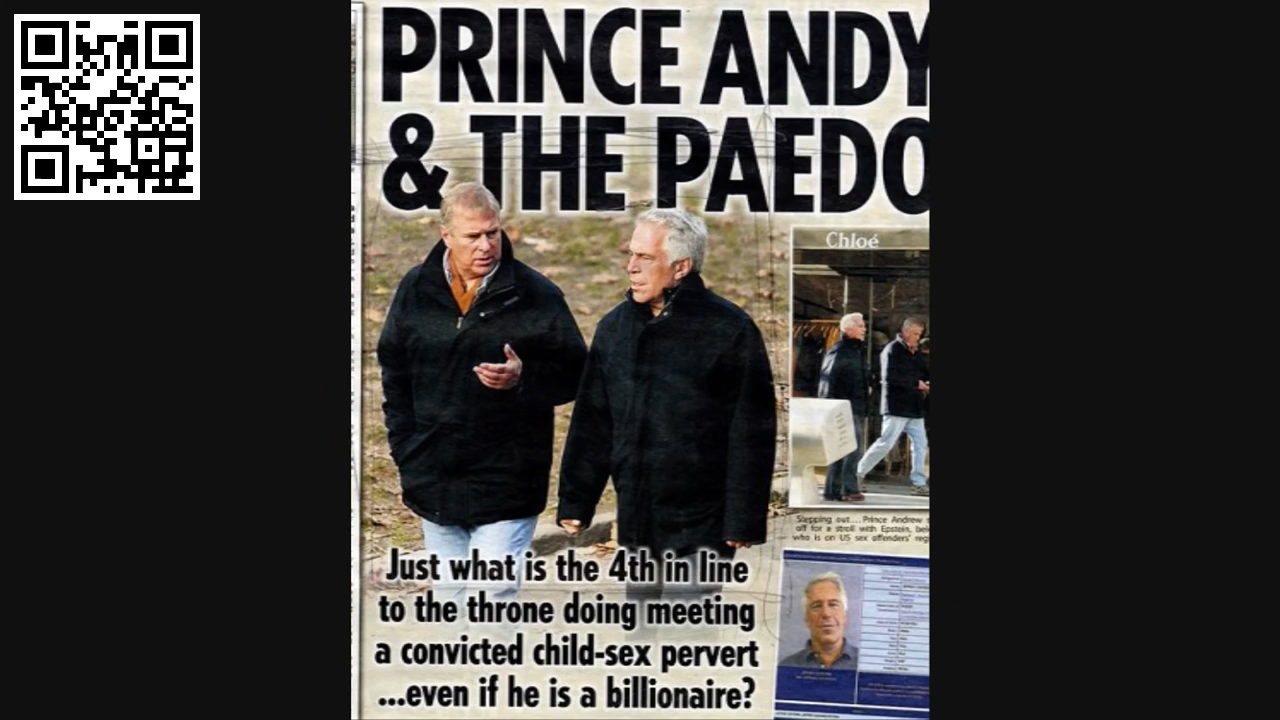 PRINCE ANDY
& THE PAEDO
Chloé
Stepping out.... Prince Andrew s
off for a stroll with Epstein, bel
who is on US sex offenders' reg
Just what is the 4th in line
to the throne doing meeting
a convicted child-sex pervert
...even if he is a billionaire?